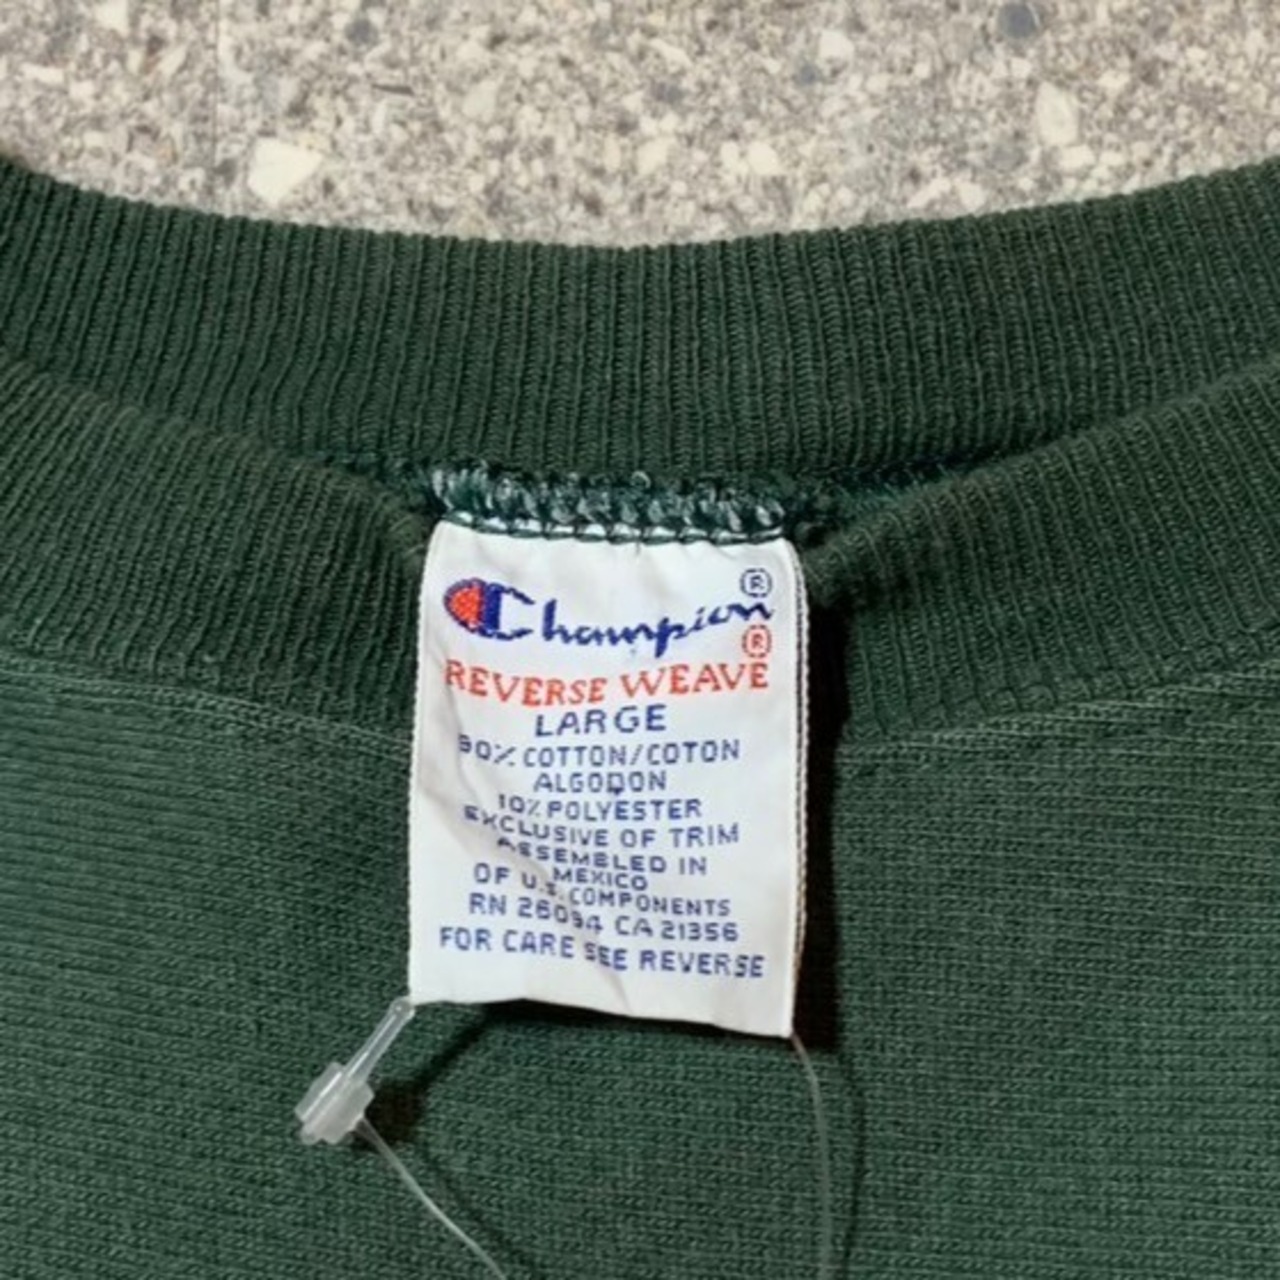 Champion®
REVERSE WEAVE®
LARGE
90% COTTON/COTON
ALGODON
10% POLYESTER
EXCLUSIVE OF TRIM
ASSEMBLED IN
MEXICO
OF U.S. COMPONENTS
RN 26094 CA 21356
FOR CARE SEE REVERSE